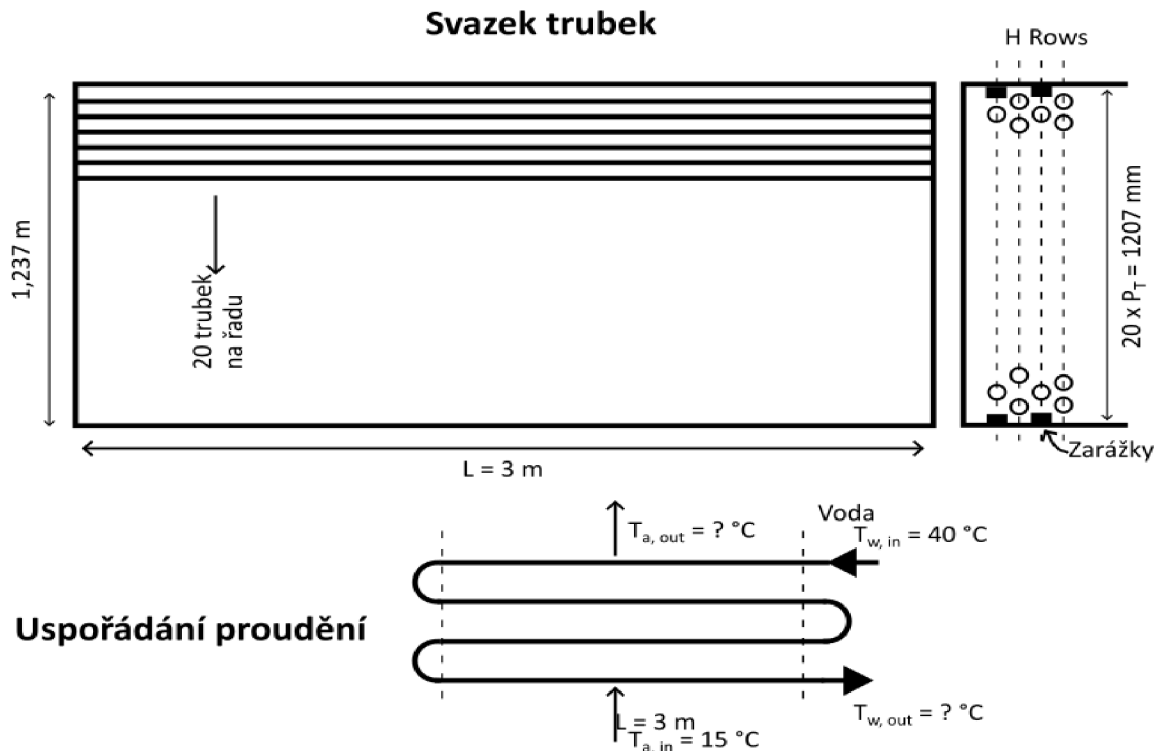 Svazek trubek
H Rows
1,237 m
20 trubek
na řadu
20 x P_T = 1207 mm
Zarážky
L = 3 m
Voda
T_a, out = ? °C
T_w, in = 40 °C
Uspořádání proudění
L = 3 m
T_w, out = ? °C
T_a, in = 15 °C